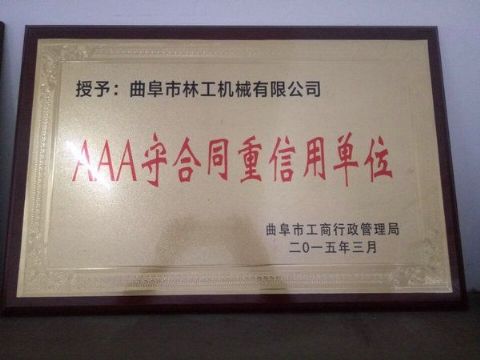 授予：曲阜市林工机械有限公司
AAA守合同重信用单位
曲阜市工商行政管理局
二〇一五年三月